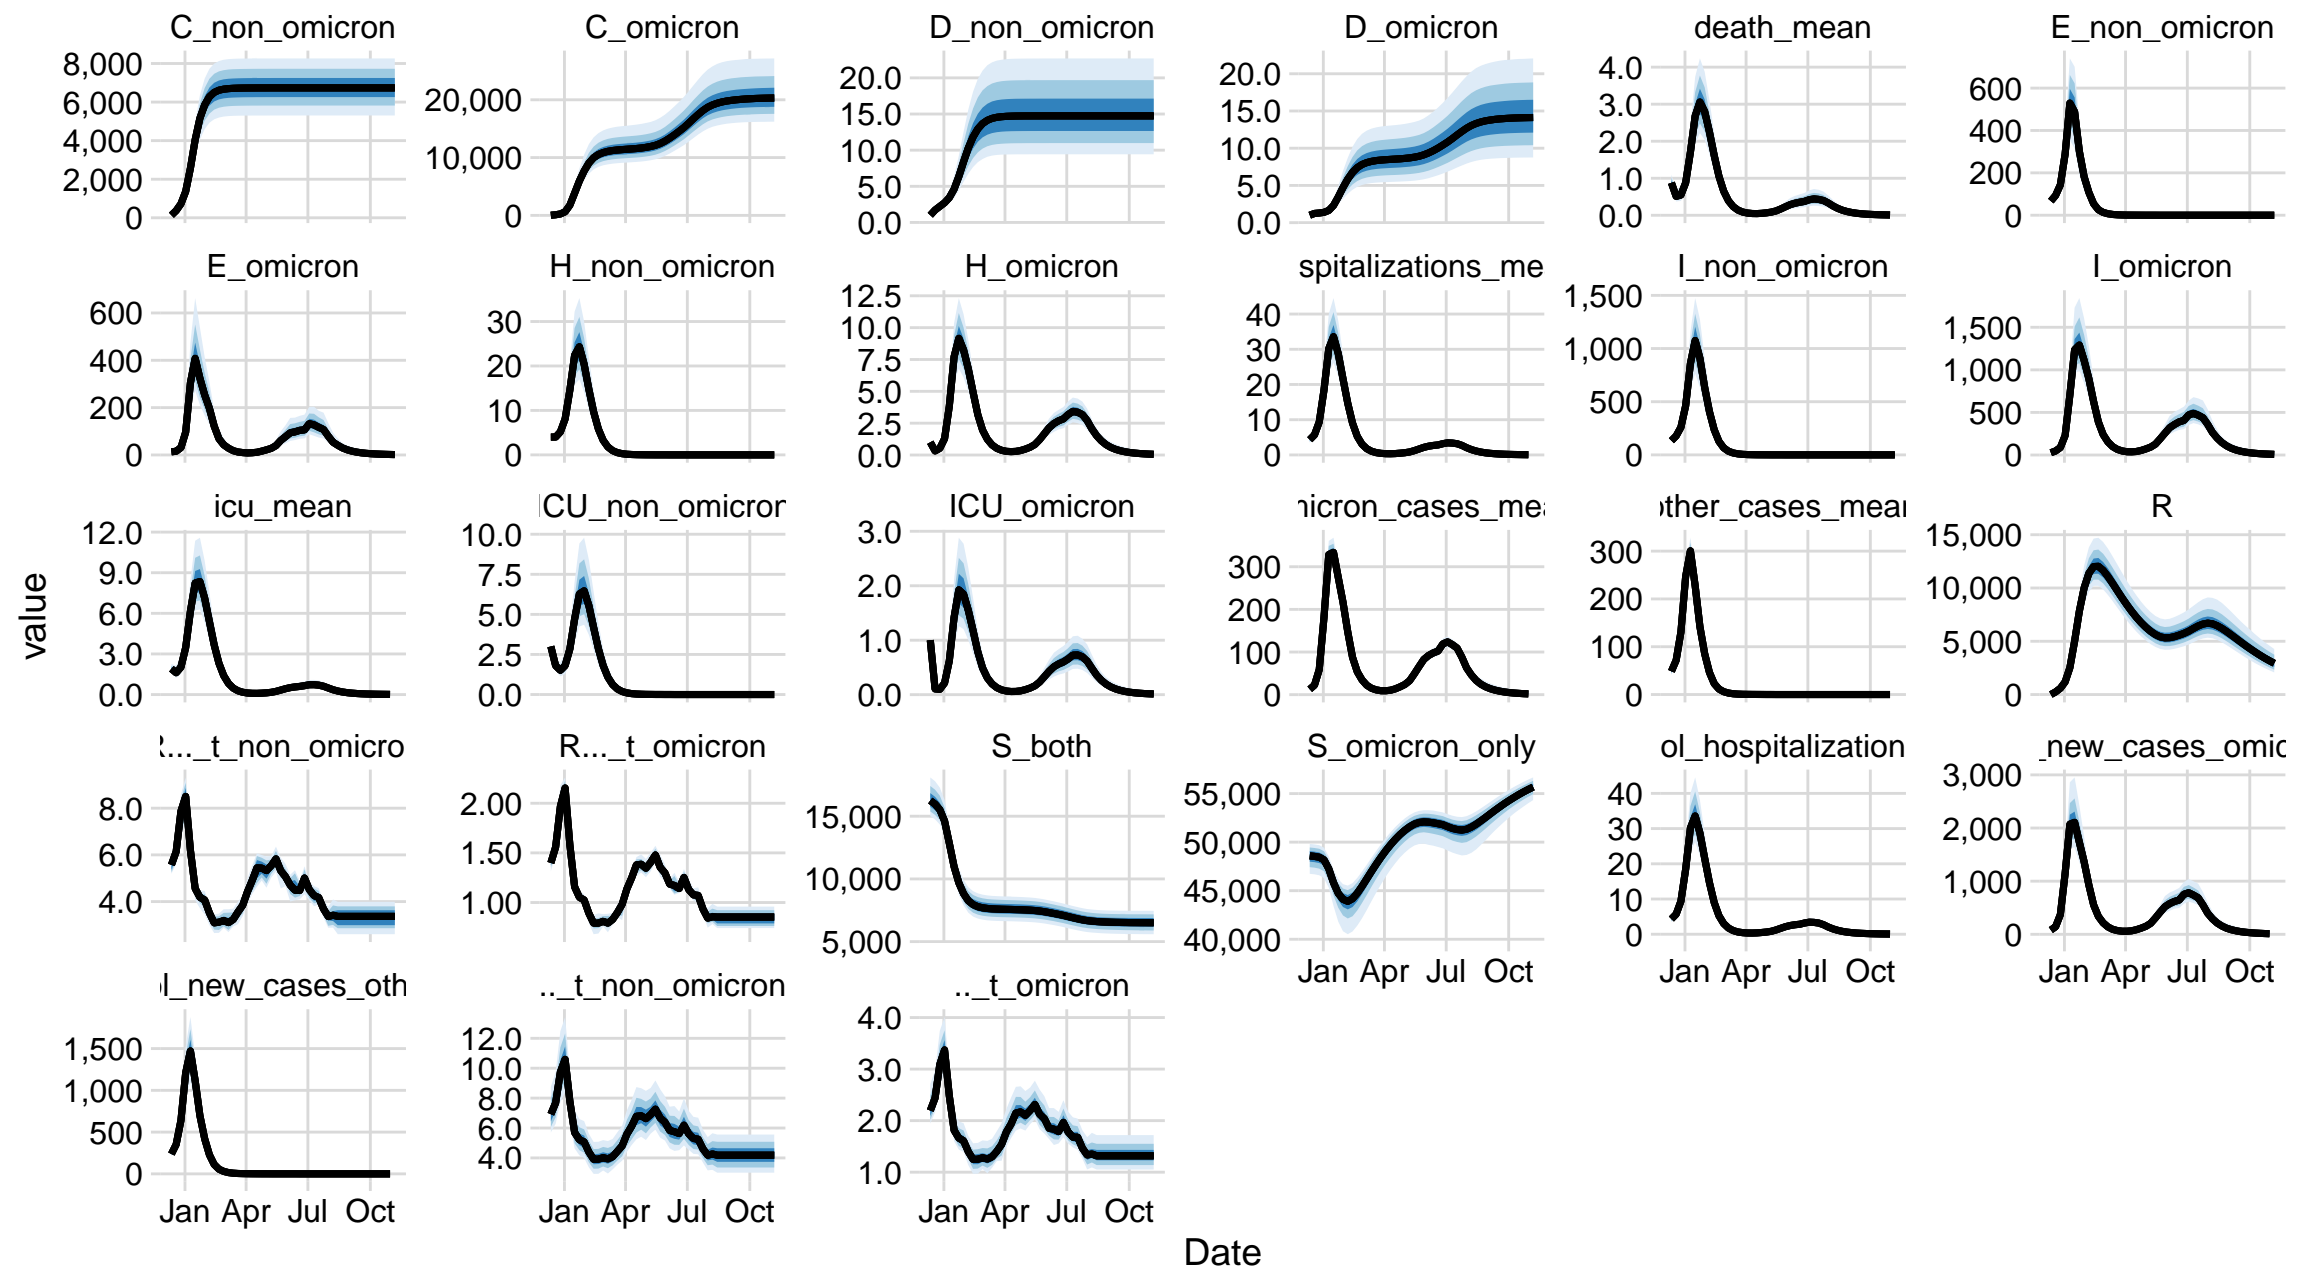 C_non_omicron C_omicron D_non_omicron D_omicron death_mean E_non_omicron
8,000 6,000 4,000 2,000 0
20,000 10,000 0
20.0 15.0 10.0 5.0 0.0
20.0 15.0 10.0 5.0 0.0
4.0 3.0 2.0 1.0 0.0
600 400 200 0
E_omicron H_non_omicron H_omicron spitalizations_me I_non_omicron I_omicron
600 400 200 0
30 20 10 0
12.5 10.0 7.5 5.0 2.5 0.0
40 30 20 10 0
1,500 1,000 500 0
1,500 1,000 500 0
icu_mean ICU_non_omicron ICU_omicron nicron_cases_mea other_cases_mean R
12.0 9.0 6.0 3.0 0.0
10.0 7.5 5.0 2.5 0.0
3.0 2.0 1.0 0.0
300 200 100 0
300 200 100 0
15,000 10,000 5,000 0
R..._t_non_omicro R..._t_omicron S_both S_omicron_only ol_hospitalization _new_cases_omic
8.0 6.0 4.0
2.00 1.50 1.00
15,000 10,000 5,000
55,000 50,000 45,000 40,000
40 30 20 10 0
3,000 2,000 1,000 0
Jan Apr Jul Oct
Jan Apr Jul Oct
Jan Apr Jul Oct
l_new_cases_oth .._t_non_omicron .._t_omicron
1,500 1,000 500 0
12.0 10.0 8.0 6.0 4.0
4.0 3.0 2.0 1.0
Jan Apr Jul Oct
Jan Apr Jul Oct
Jan Apr Jul Oct
value
Date